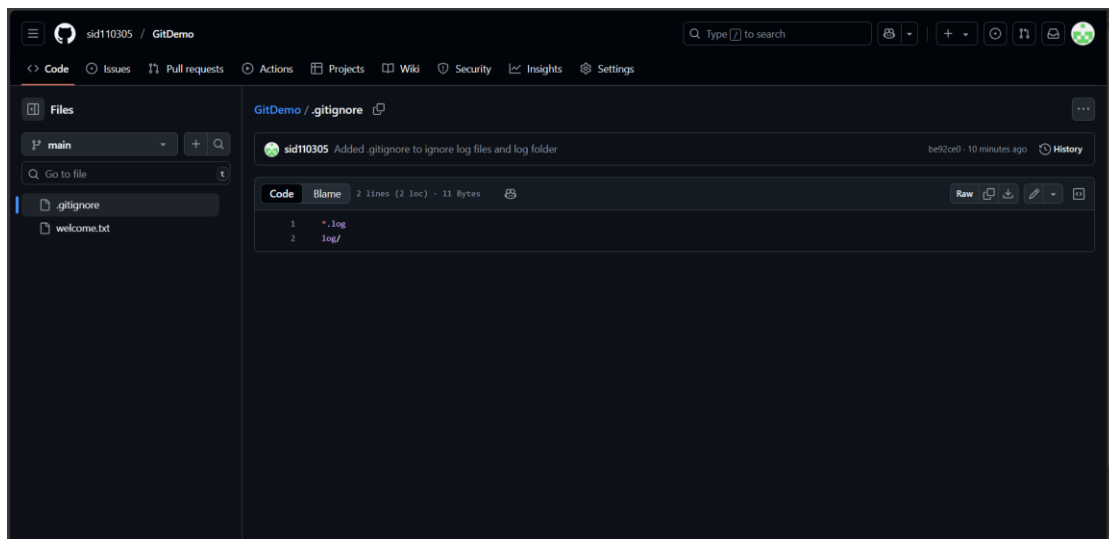 sid110305 / GitDemo
Type / to search
Code Issues Pull requests Actions Projects Wiki Security Insights Settings
Files
main
Go to file t
.gitignore
welcome.txt
GitDemo / .gitignore
sid110305 Added .gitignore to ignore log files and log folder be92ce0 · 10 minutes ago History
Code Blame 2 lines (2 loc) · 11 Bytes Raw
1 *.log
2 log/